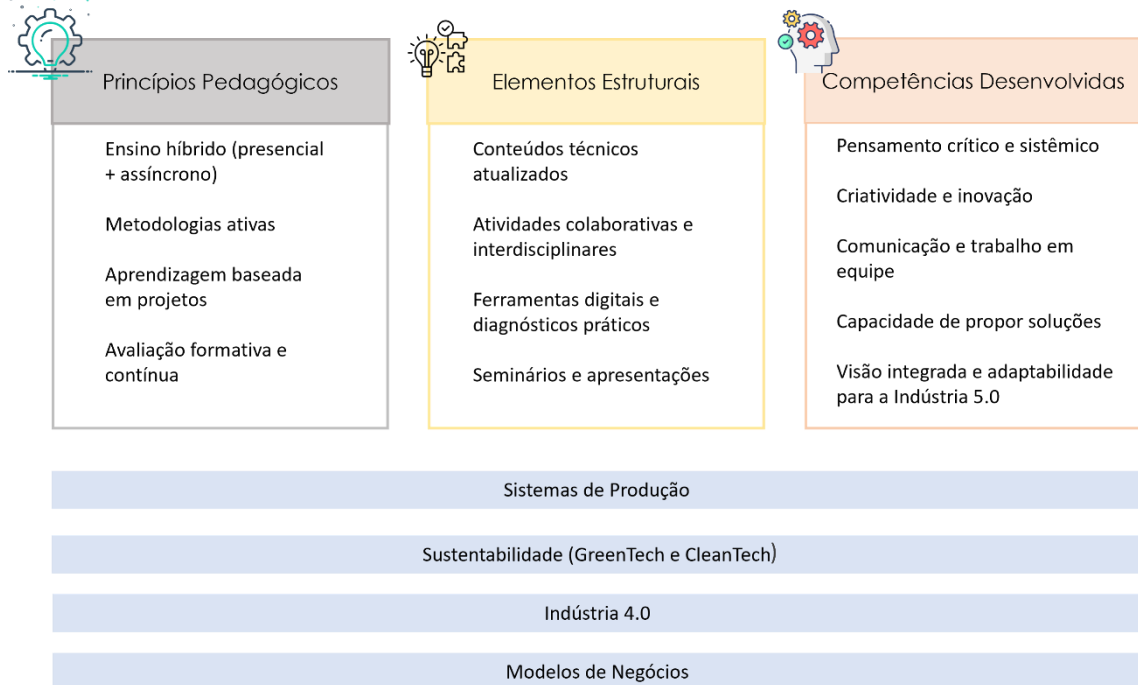 Princípios Pedagógicos
Ensino híbrido (presencial
+ assíncrono)
Metodologias ativas
Aprendizagem baseada
em projetos
Avaliação formativa e
contínua
Elementos Estruturais
Conteúdos técnicos
atualizados
Atividades colaborativas e
interdisciplinares
Ferramentas digitais e
diagnósticos práticos
Seminários e apresentações
Competências Desenvolvidas
Pensamento crítico e sistêmico
Criatividade e inovação
Comunicação e trabalho em
equipe
Capacidade de propor soluções
Visão integrada e adaptabilidade
para a Indústria 5.0
Sistemas de Produção
Sustentabilidade (GreenTech e CleanTech)
Indústria 4.0
Modelos de Negócios